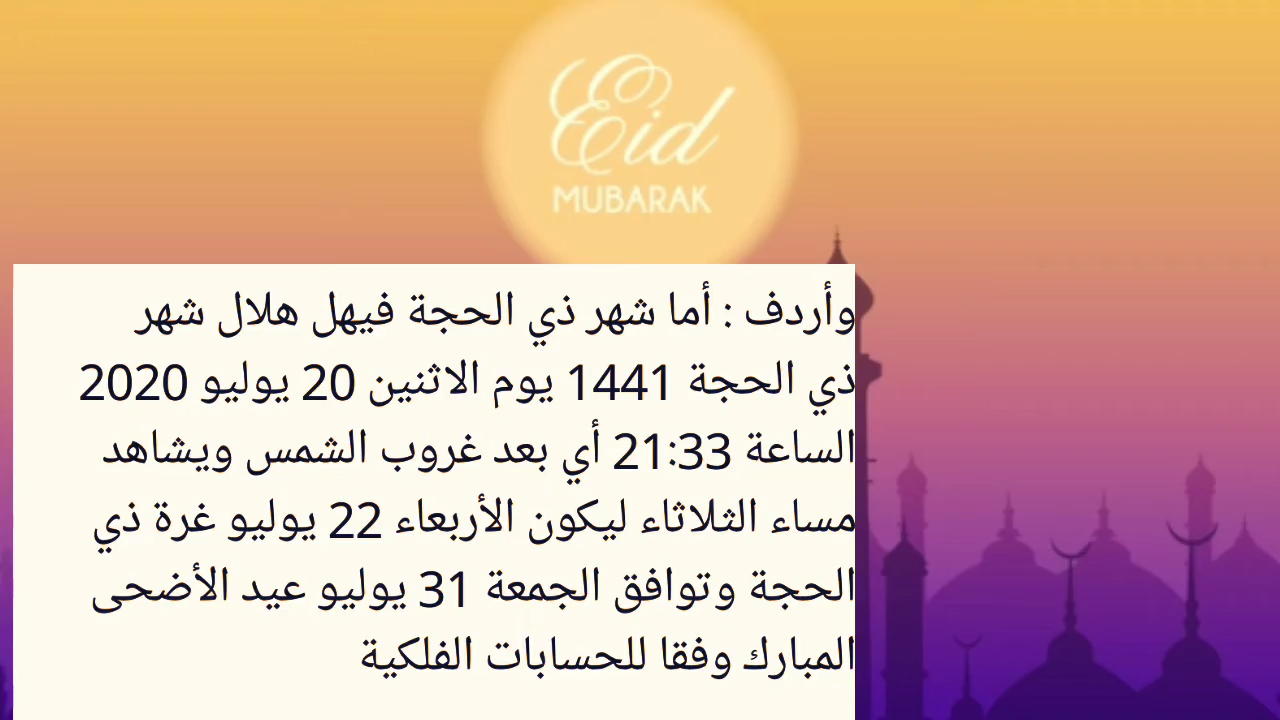 Eid
MUBARAK
وأردف : أما شهر ذي الحجة فيهل هلال شهر
ذي الحجة 1441 يوم الاثنين 20 يوليو 2020
الساعة 21:33 أي بعد غروب الشمس ويشاهد
مساء الثلاثاء ليكون الأربعاء 22 يوليو غرة ذي
الحجة وتوافق الجمعة 31 يوليو عيد الأضحى
المبارك وفقا للحسابات الفلكية